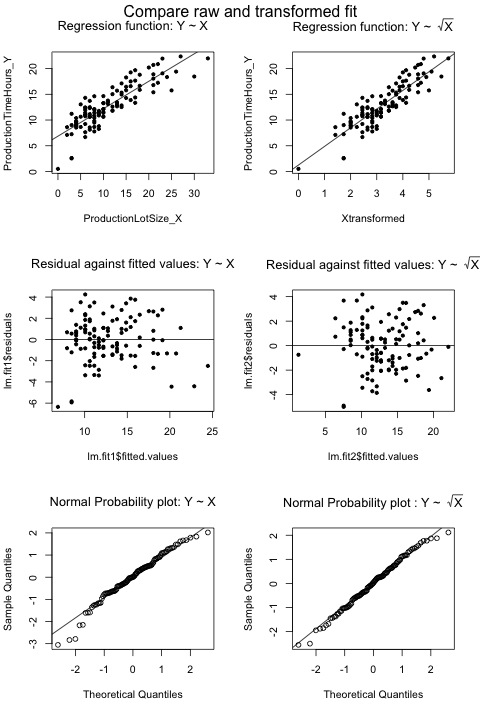 Compare raw and transformed fit
Regression function: Y ~ X
ProductionTimeHours_Y
0 5 10 15 20
0 5 10 15 20 25 30
ProductionLotSize_X
Regression function: Y ~ √X
ProductionTimeHours_Y
0 5 10 15 20
0 1 2 3 4 5
Xtransformed
Residual against fitted values: Y ~ X
lm.fit1$residuals
-6 -4 -2 0 2 4
10 15 20 25
lm.fit1$fitted.values
Residual against fitted values: Y ~ √X
lm.fit2$residuals
-4 -2 0 2 4
5 10 15 20
lm.fit2$fitted.values
Normal Probability plot: Y ~ X
Sample Quantiles
-3 -2 -1 0 1 2
-2 -1 0 1 2
Theoretical Quantiles
Normal Probability plot : Y ~ √X
Sample Quantiles
-2 -1 0 1 2
-2 -1 0 1 2
Theoretical Quantiles